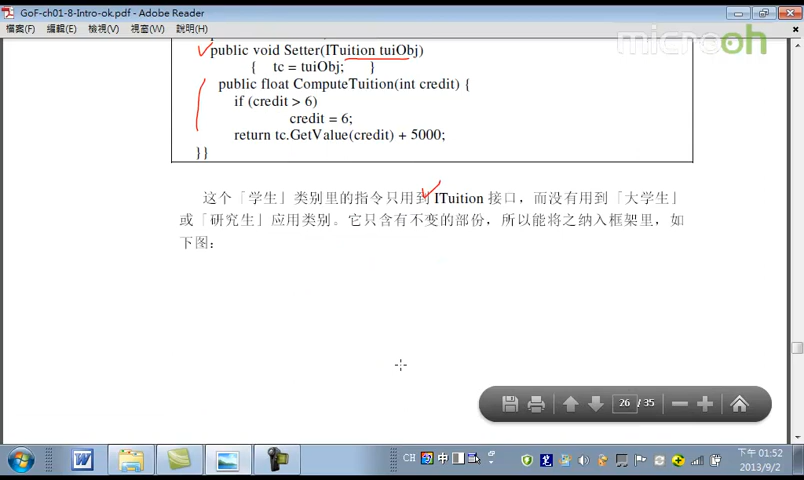 GoF-ch01-8-Intro-ok.pdf - Adobe Reader
檔案(F) 編輯(E) 檢視(V) 視窗(W) 說明(H)
microoh
public void Setter(ITuition tuiObj)
{ tc = tuiObj; }
public float ComputeTuition(int credit) {
if (credit > 6)
credit = 6;
return tc.GetValue(credit) + 5000;
}}
这个「学生」类别里的指令只用到 ITuition 接口，而没有用到「大学生」
或「研究生」应用类别。它只含有不变的部份，所以能将之纳入框架里，如
下图：
26 / 35
CH 中
下午 01:52
2013/9/2